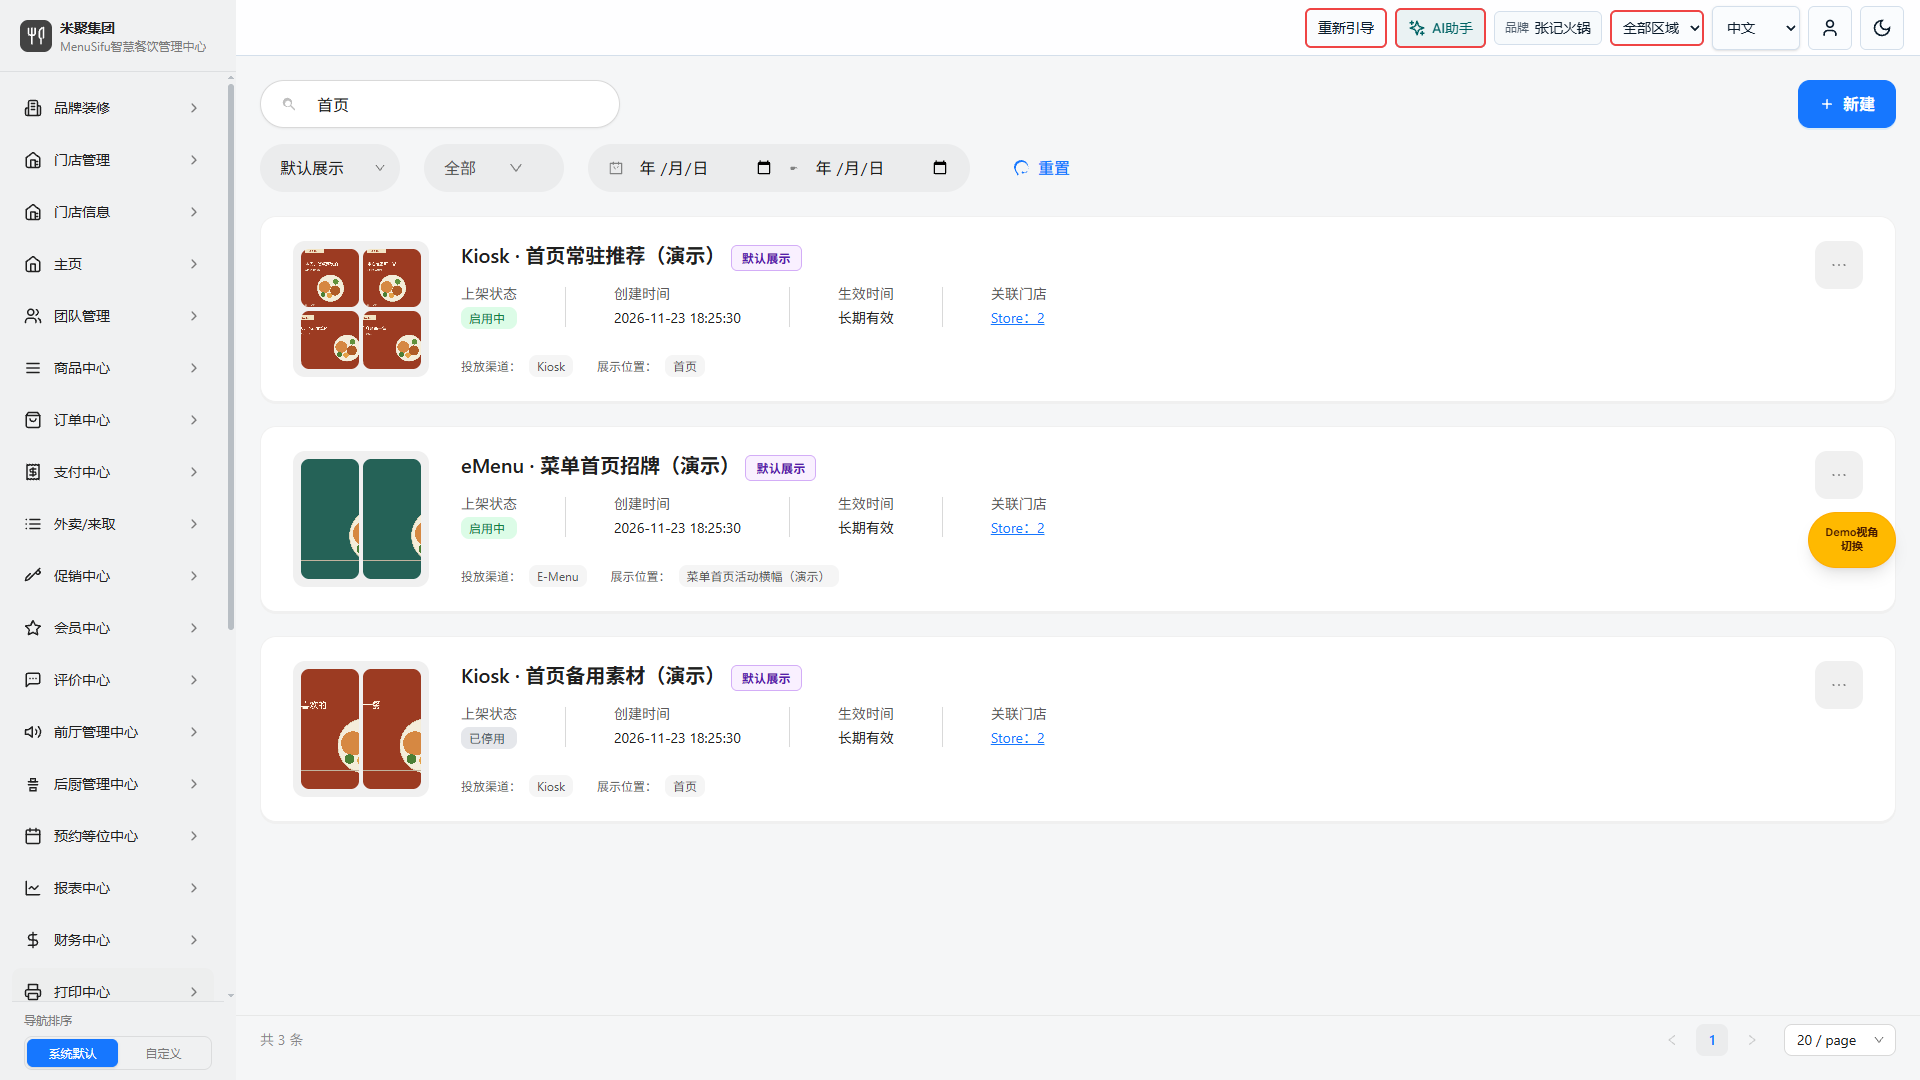 米聚集团
MenuSifu智慧餐饮管理中心
重新引导
AI助手
品牌 张记火锅
全部区域
中文
品牌装修
门店管理
门店信息
主页
团队管理
商品中心
订单中心
支付中心
外卖/来取
促销中心
会员中心
评价中心
前厅管理中心
后厨管理中心
预约等位中心
报表中心
财务中心
打印中心
导航排序
系统默认
自定义
首页
+ 新建
默认展示
全部
年 /月/日
-
年 /月/日
重置
Kiosk · 首页常驻推荐（演示）
默认展示
上架状态
启用中
创建时间
2026-11-23 18:25:30
生效时间
长期有效
关联门店
Store：2
投放渠道：
Kiosk
展示位置：
首页
eMenu · 菜单首页招牌（演示）
默认展示
上架状态
启用中
创建时间
2026-11-23 18:25:30
生效时间
长期有效
关联门店
Store：2
投放渠道：
E-Menu
展示位置：
菜单首页活动横幅（演示）
Demo视角
切换
Kiosk · 首页备用素材（演示）
默认展示
上架状态
已停用
创建时间
2026-11-23 18:25:30
生效时间
长期有效
关联门店
Store：2
投放渠道：
Kiosk
展示位置：
首页
共 3 条
1
20 / page